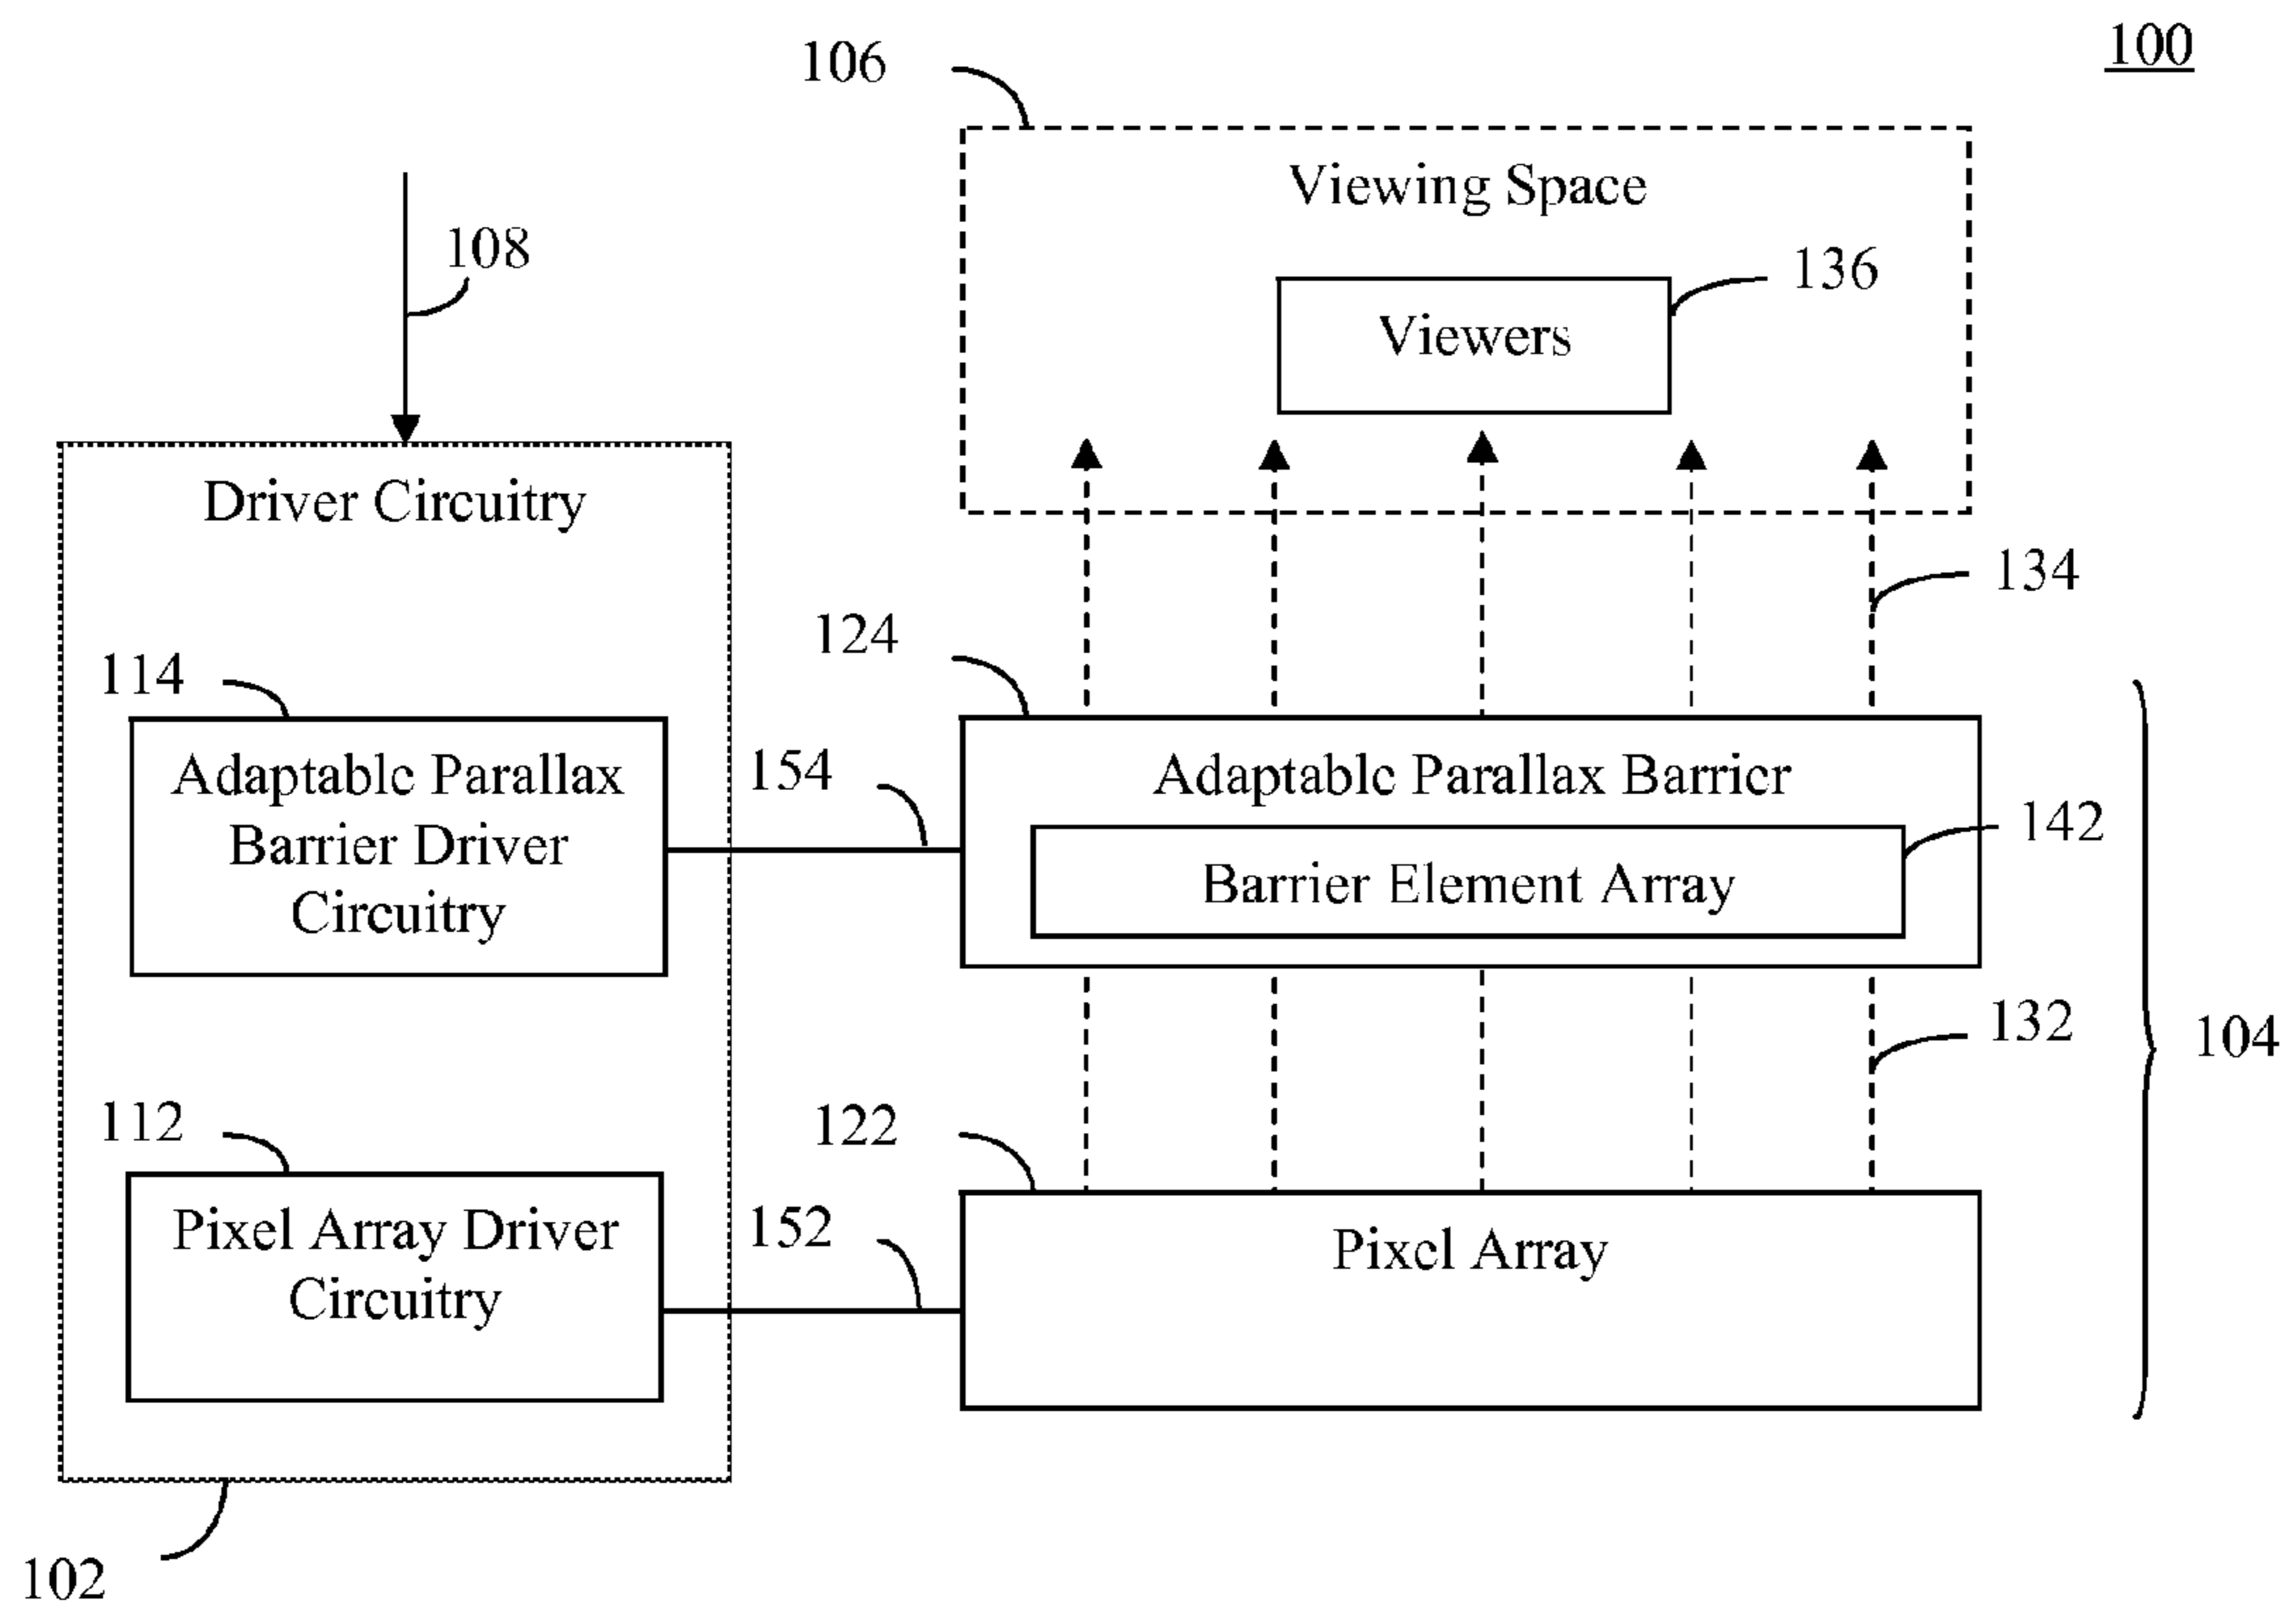 100
106
Viewing Space
108
136
Viewers
Driver Circuitry
134
124
114
Adaptable Parallax
Barrier Driver
Circuitry
154
Adaptable Parallax Barrier
142
Barrier Element Array
132
104
112
122
Pixel Array Driver
Circuitry
152
Pixel Array
102